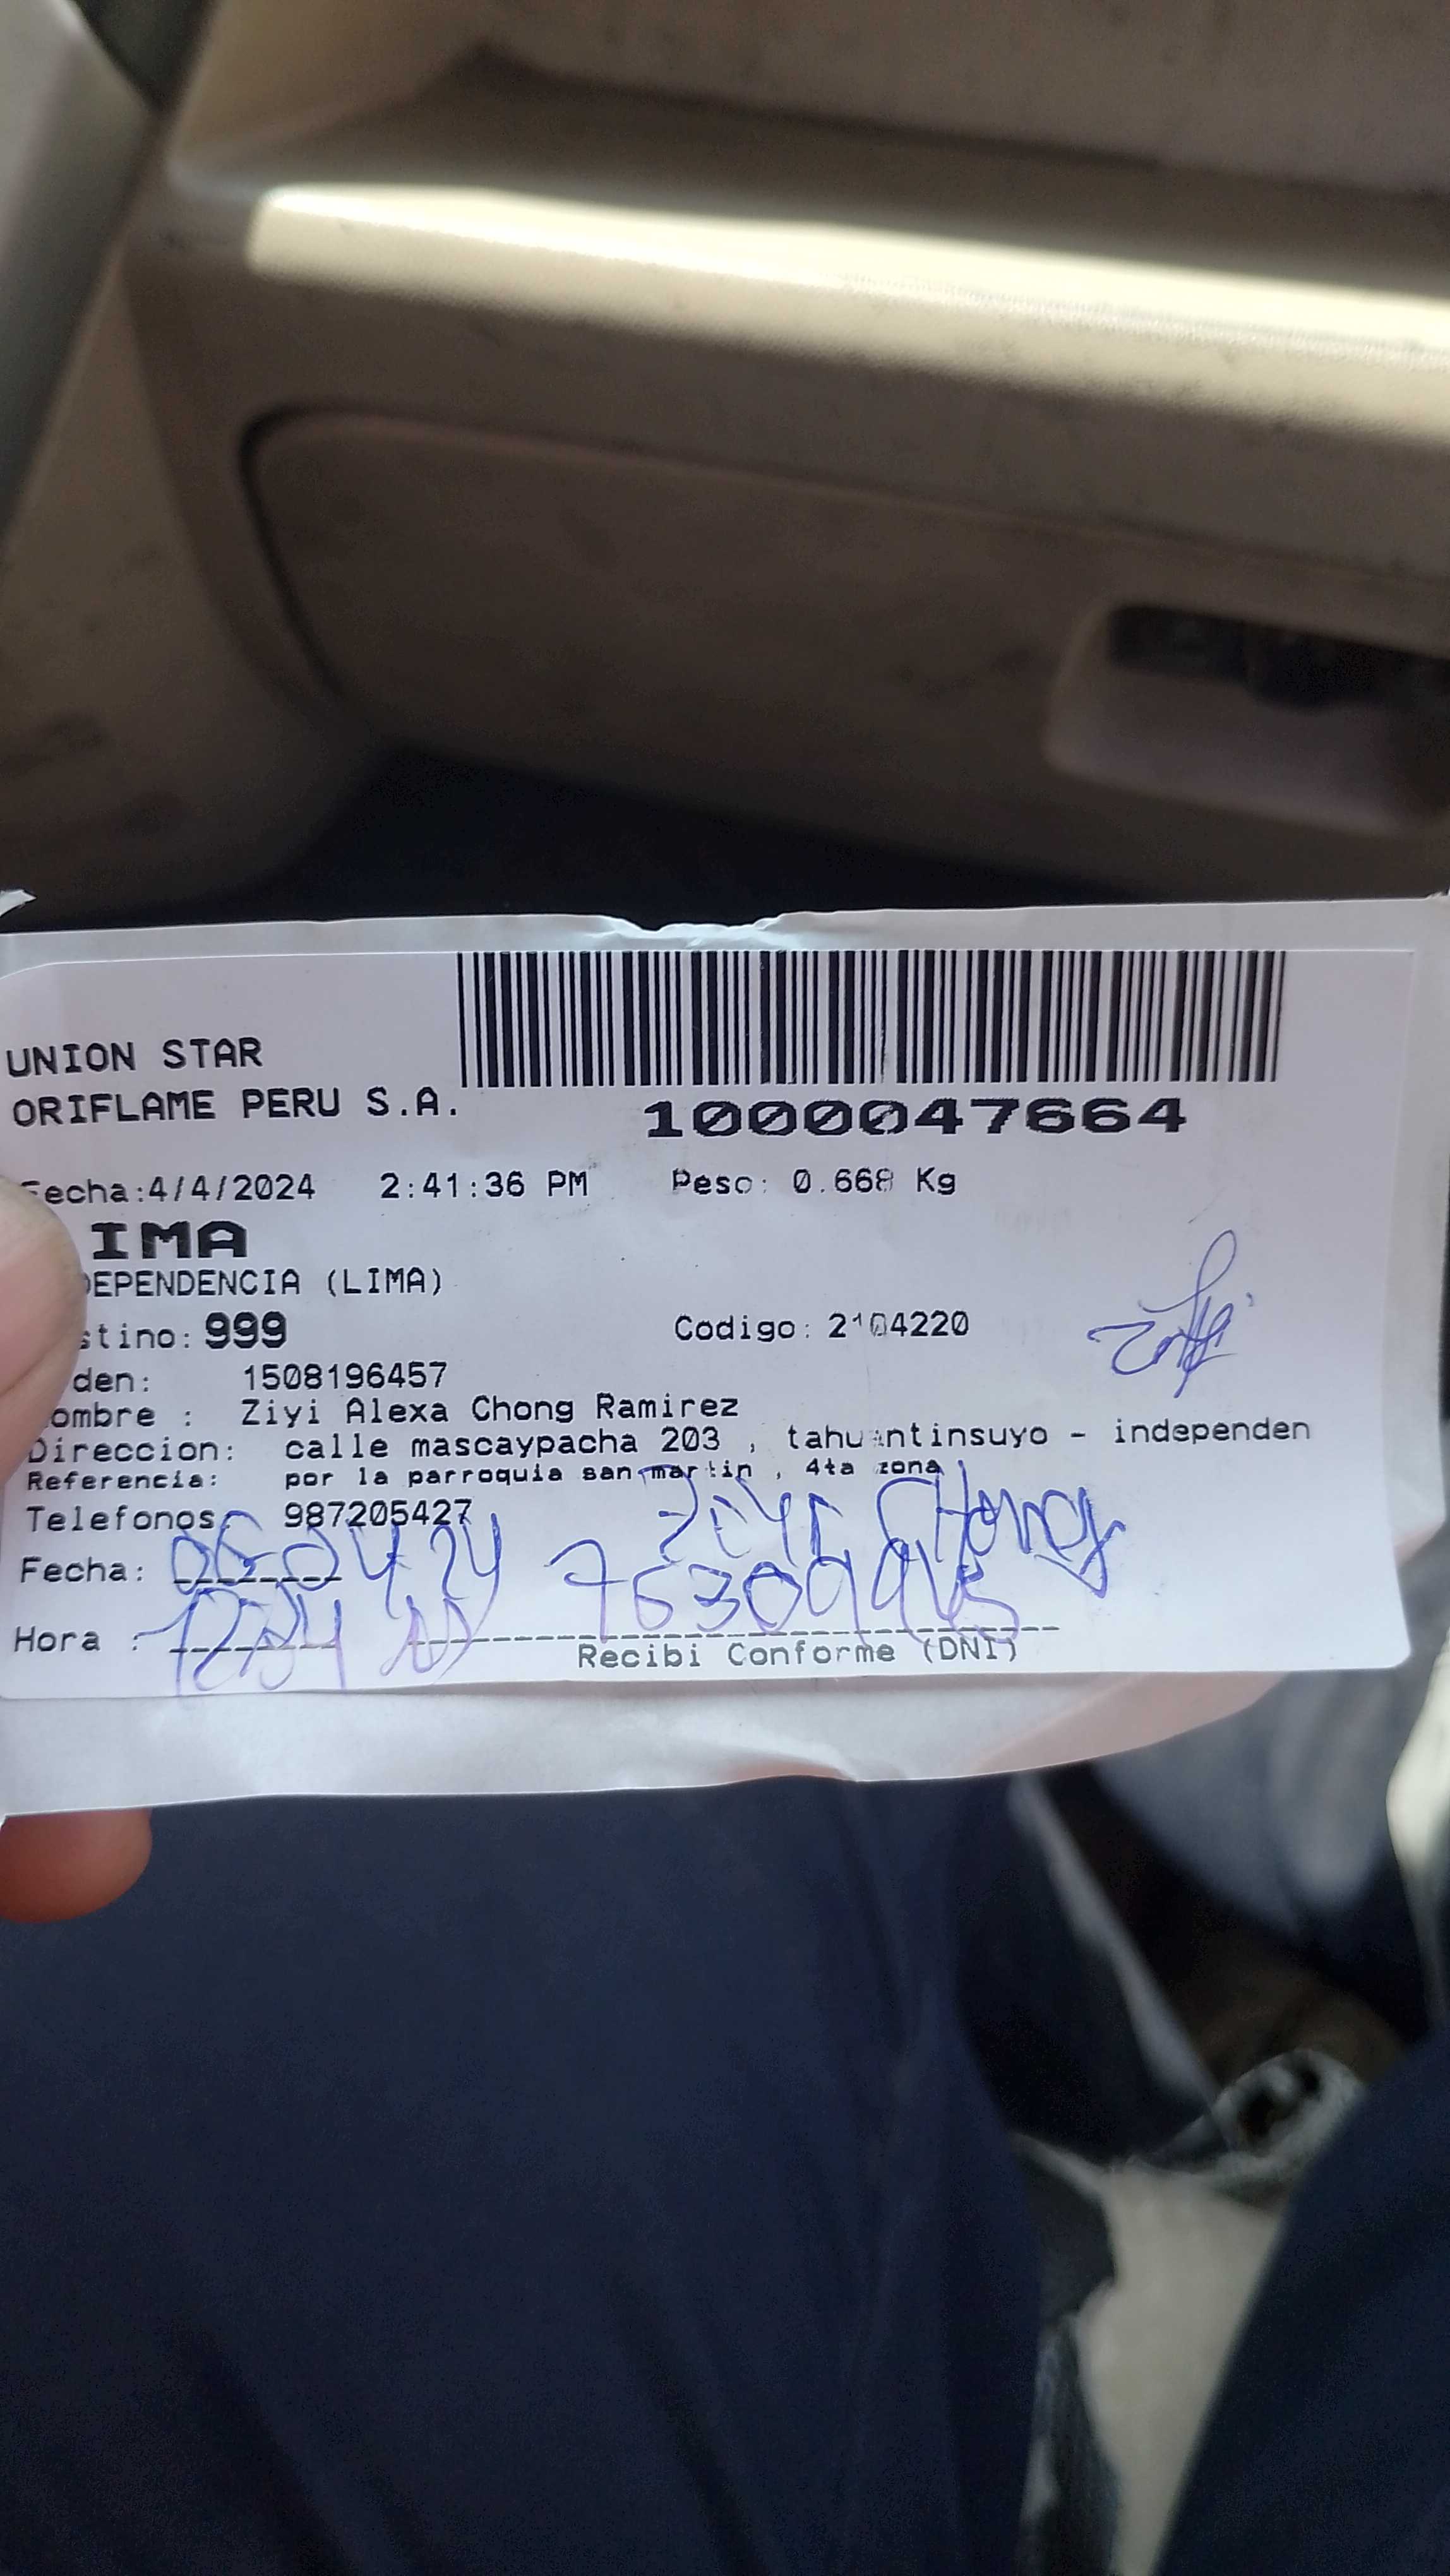 UNION STAR
ORIFLAME PERU S.A.
1000047664
Fecha:4/4/2024 2:41:36 PM Peso: 0.668 Kg
IMA
DEPENDENCIA (LIMA)
stino: 999 Codigo: 2104220
den: 1508196457
ombre : Ziyi Alexa Chong Ramirez
Direccion: calle mascaypacha 203 , tahuantinsuyo - independen
Referencia: por la parroquia san martin , 4ta zona
Telefonos: 987205427
Ziyi Chong
Fecha: 06-04-24
Hora :
Recibi Conforme (DNI)